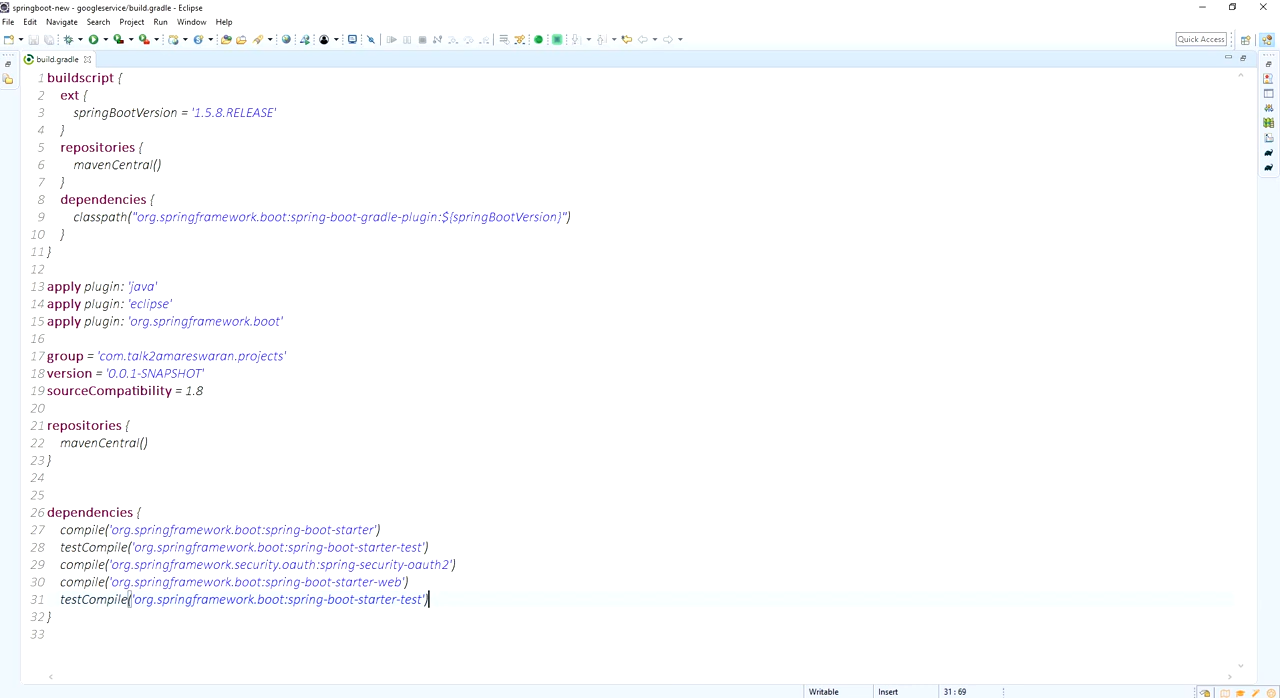 springboot-new - googleservice/build.gradle - Eclipse
File Edit Navigate Search Project Run Window Help
Quick Access
build.gradle
1 buildscript {
2 ext {
3 springBootVersion = '1.5.8.RELEASE'
4 }
5 repositories {
6 mavenCentral()
7 }
8 dependencies {
9 classpath("org.springframework.boot:spring-boot-gradle-plugin:${springBootVersion}")
10 }
11 }
12
13 apply plugin: 'java'
14 apply plugin: 'eclipse'
15 apply plugin: 'org.springframework.boot'
16
17 group = 'com.talk2amareswaran.projects'
18 version = '0.0.1-SNAPSHOT'
19 sourceCompatibility = 1.8
20
21 repositories {
22 mavenCentral()
23 }
24
25
26 dependencies {
27 compile('org.springframework.boot:spring-boot-starter')
28 testCompile('org.springframework.boot:spring-boot-starter-test')
29 compile('org.springframework.security.oauth:spring-security-oauth2')
30 compile('org.springframework.boot:spring-boot-starter-web')
31 testCompile('org.springframework.boot:spring-boot-starter-test')
32 }
33
Writable Insert 31 : 69